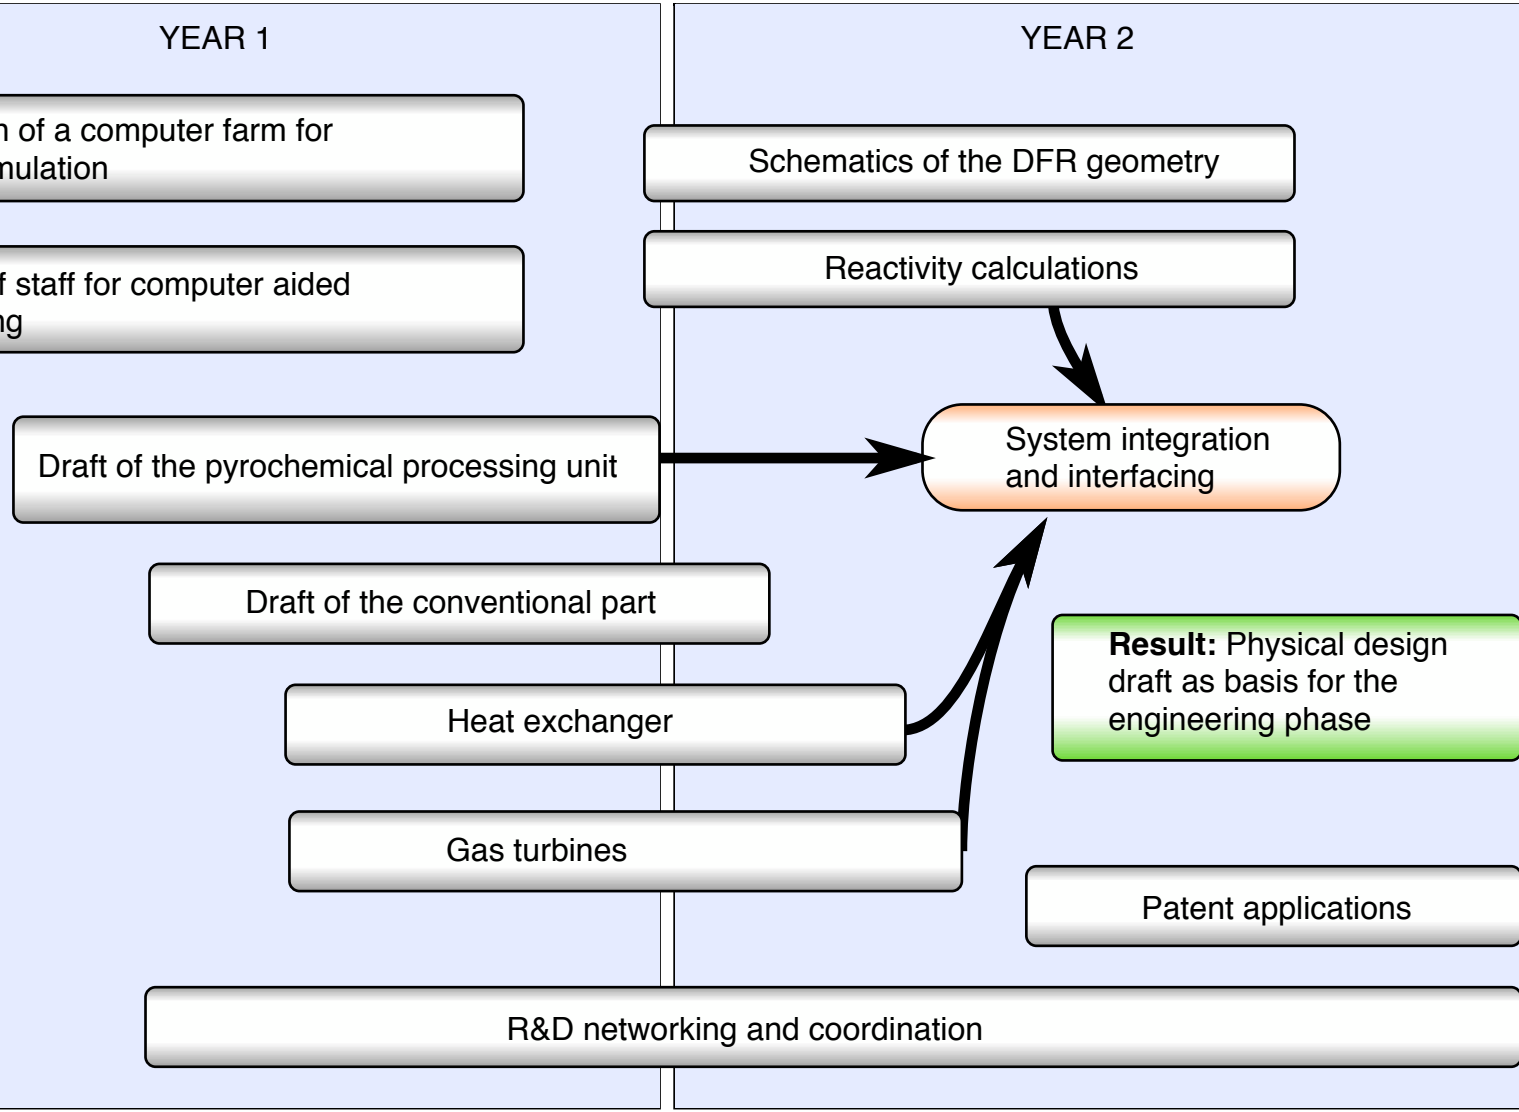 YEAR 1
YEAR 2
of a computer farm for
Schematics of the DFR geometry
Reactivity calculations
staff for computer aided
System integration
and interfacing
Draft of the pyrochemical processing unit
Draft of the conventional part
Result: Physical design
draft as basis for the
engineering phase
Heat exchanger
Gas turbines
Patent applications
R&D networking and coordination